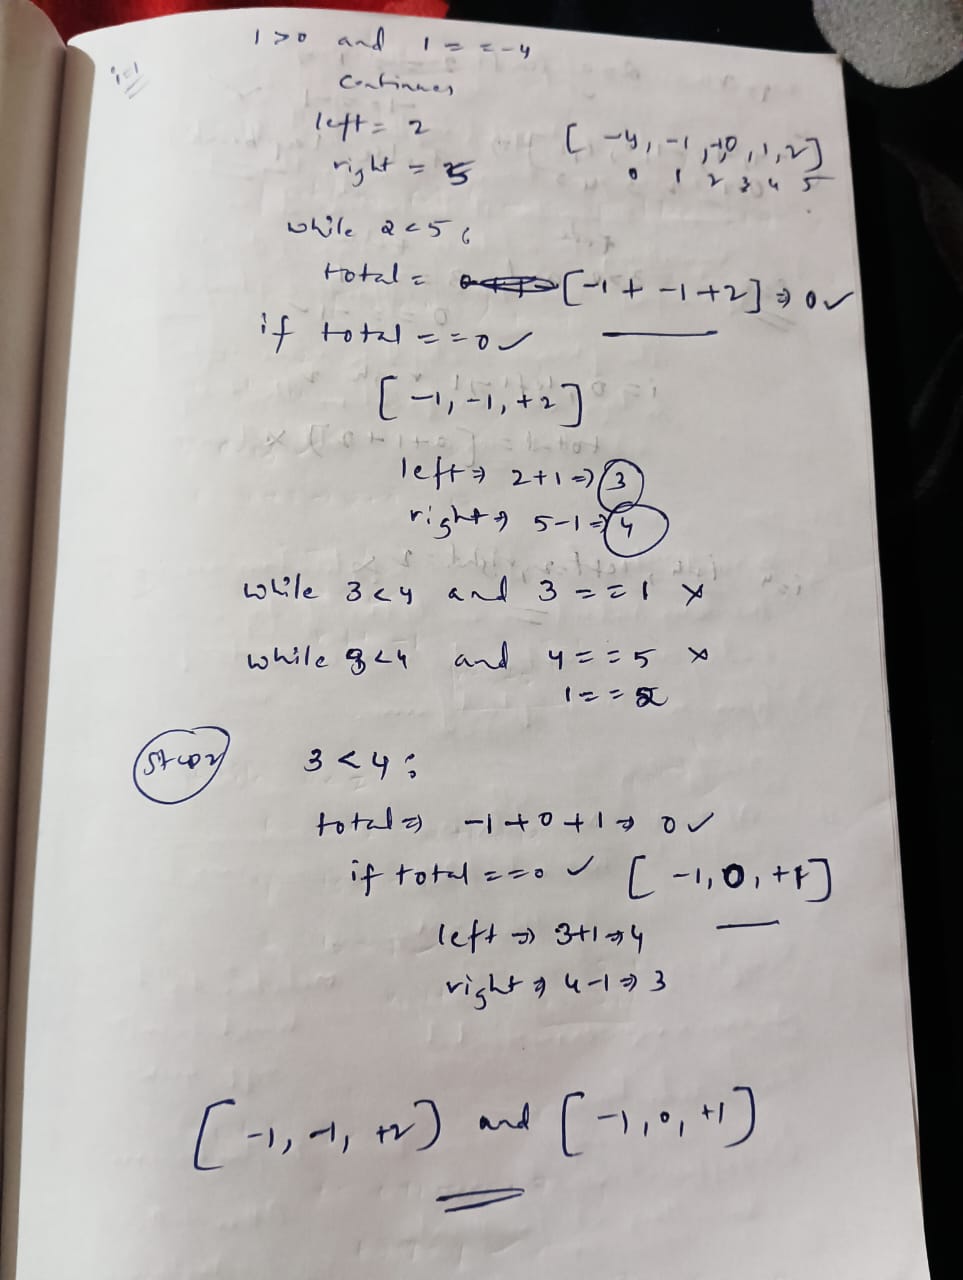 i=1
1>0 and 1 == -4
continues
left = 2
right = 5
[ -4, -1, 0, 1, 2]
0 1 2 3 4 5
while 2<5:
total = [-1 + -1 +2] ⇒ 0 ✓
if total == 0 ✓
[ -1, -1, +2 ]
left ⇒ 2+1 ⇒ 3
right ⇒ 5-1 ⇒ 4
while 3<4 and 3 == 1 ×
while 3<4 and 4 == 5 ×
1 == 2
3 < 4 :
total ⇒ -1+0+1 ⇒ 0 ✓
if total ==0 ✓ [ -1, 0, +1 ]
left ⇒ 3+1 ⇒ 4
right ⇒ 4-1 ⇒ 3
[ -1, -1, +2 ] and [ -1, 0, +1 ]